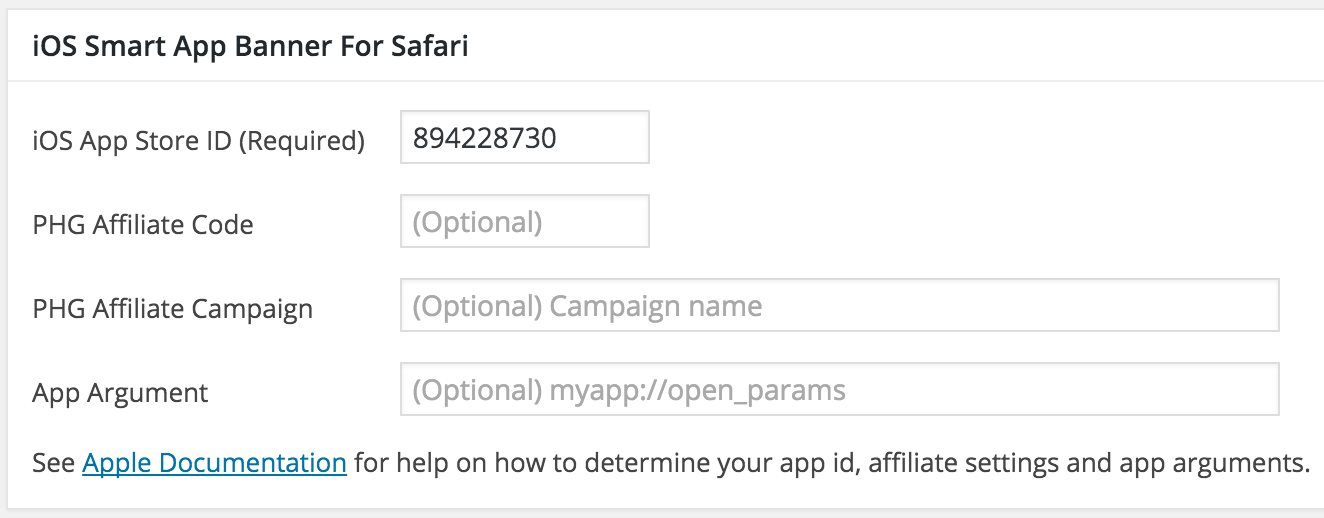 iOS Smart App Banner For Safari
iOS App Store ID (Required) 894228730
PHG Affiliate Code (Optional)
PHG Affiliate Campaign (Optional) Campaign name
App Argument (Optional) myapp://open_params
See Apple Documentation for help on how to determine your app id, affiliate settings and app arguments.